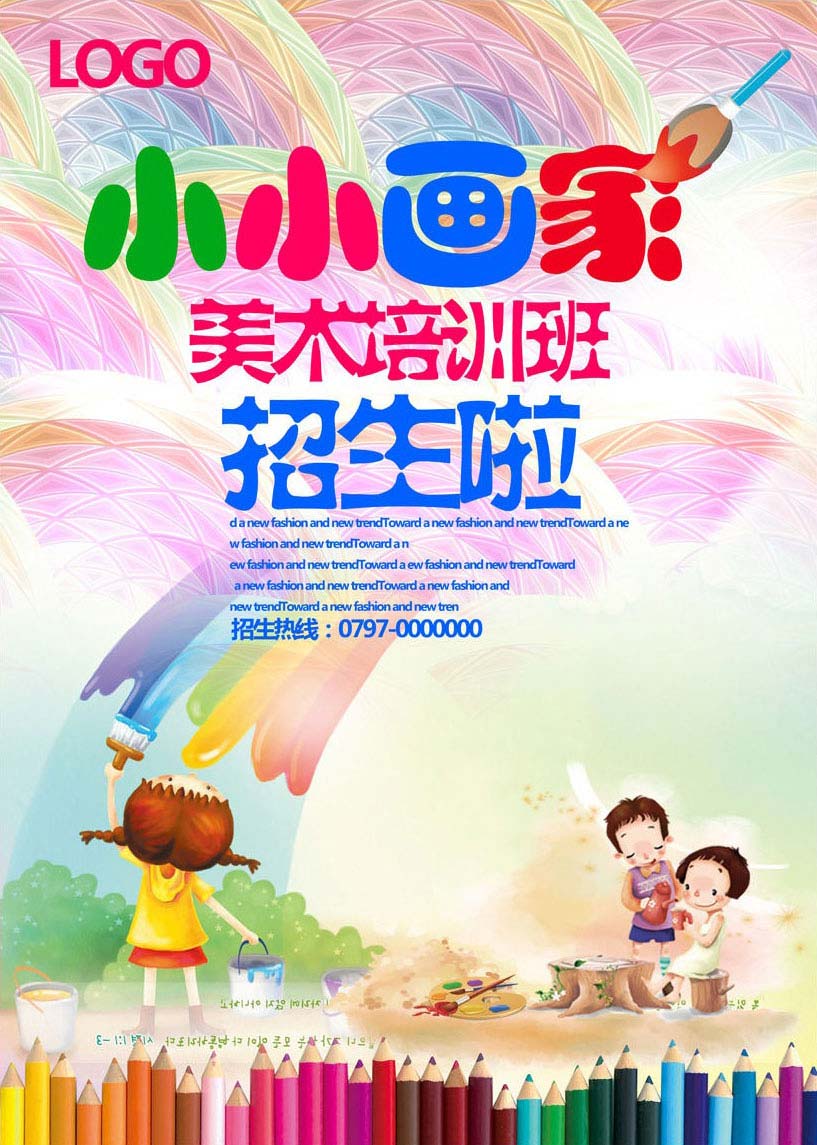 LOGO
小小画家
美术培训班
招生啦
d a new fashion and new trendToward a new fashion and new trendToward a ne
w fashion and new trendToward a n
ew fashion and new trendToward a ew fashion and new trendToward
a new fashion and new trendToward a new fashion and
new trendToward a new fashion and new tren
招生热线：0797-0000000